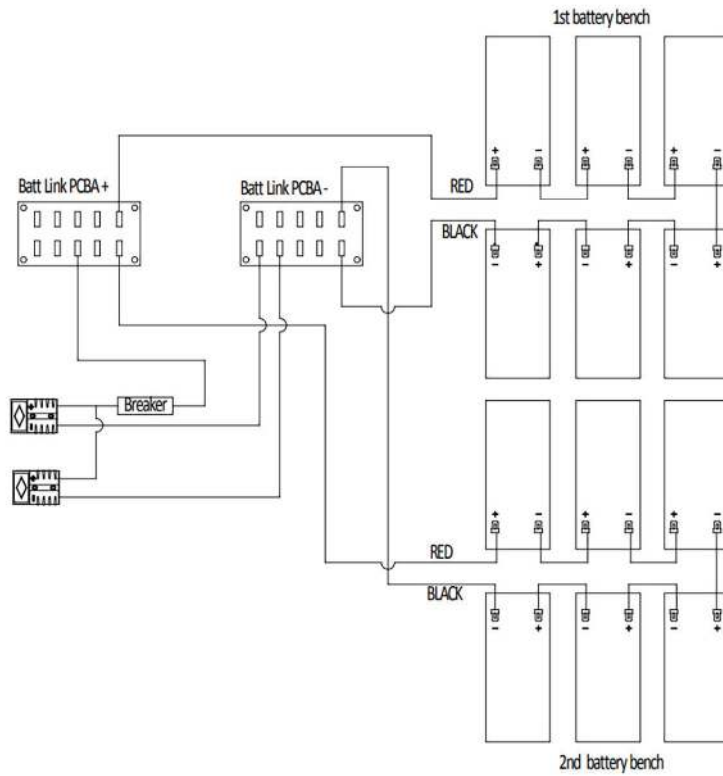 1st battery bench
+ - + - + -
Batt Link PCBA +
Batt Link PCBA -
RED
BLACK
- + - + - +
Breaker
+
-
+
-
+ - + - + -
RED
BLACK
- + - + - +
2nd battery bench